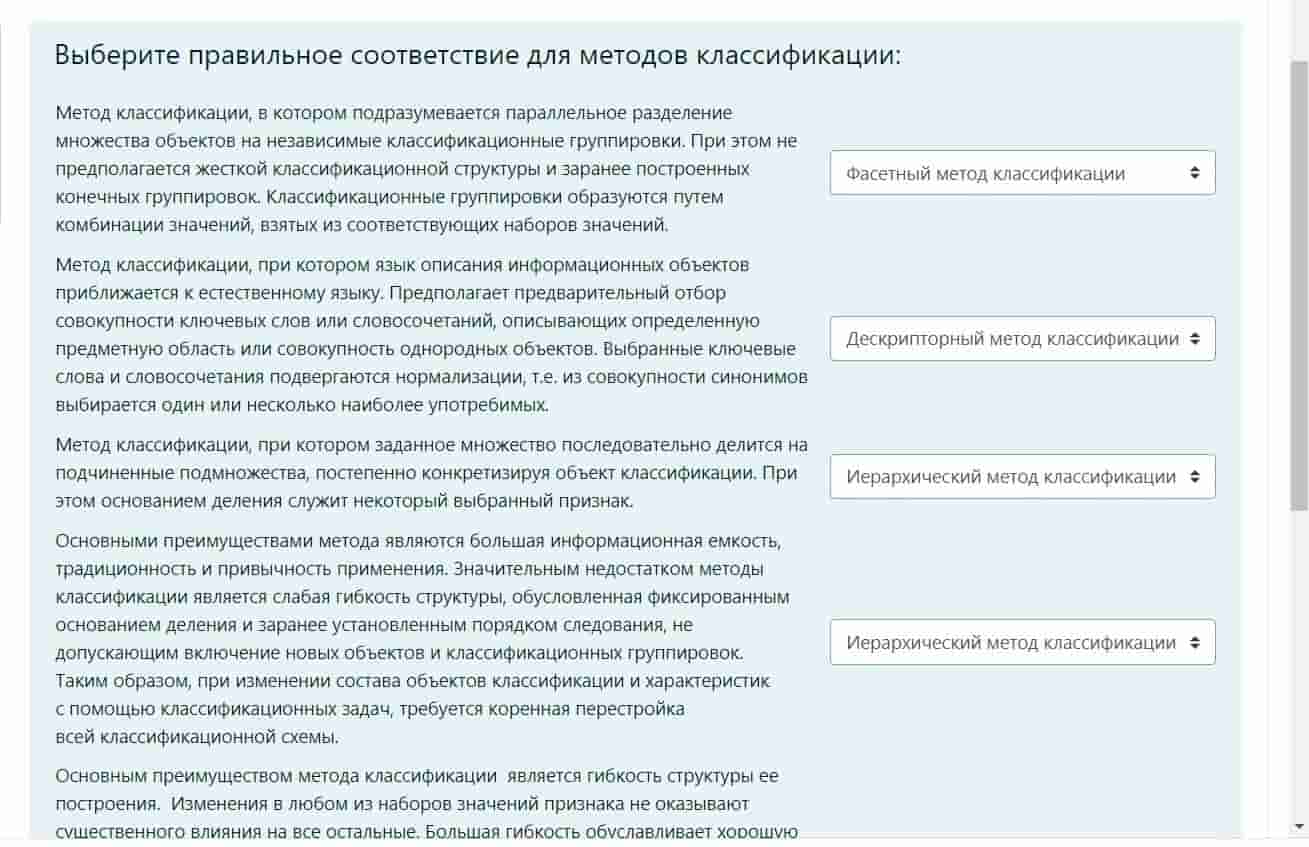 Выберите правильное соответствие для методов классификации:
Метод классификации, в котором подразумевается параллельное разделение
множества объектов на независимые классификационные группировки. При этом не
предполагается жесткой классификационной структуры и заранее построенных
конечных группировок. Классификационные группировки образуются путем
комбинации значений, взятых из соответствующих наборов значений.
Фасетный метод классификации
Метод классификации, при котором язык описания информационных объектов
приближается к естественному языку. Предполагает предварительный отбор
совокупности ключевых слов или словосочетаний, описывающих определенную
предметную область или совокупность однородных объектов. Выбранные ключевые
слова и словосочетания подвергаются нормализации, т.е. из совокупности синонимов
выбирается один или несколько наиболее употребимых.
Дескрипторный метод классификации
Метод классификации, при котором заданное множество последовательно делится на
подчиненные подмножества, постепенно конкретизируя объект классификации. При
этом основанием деления служит некоторый выбранный признак.
Иерархический метод классификации
Основными преимуществами метода являются большая информационная емкость,
традиционность и привычность применения. Значительным недостатком методы
классификации является слабая гибкость структуры, обусловленная фиксированным
основанием деления и заранее установленным порядком следования, не
допускающим включение новых объектов и классификационных группировок.
Таким образом, при изменении состава объектов классификации и характеристик
с помощью классификационных задач, требуется коренная перестройка
всей классификационной схемы.
Иерархический метод классификации
Основным преимуществом метода классификации является гибкость структуры ее
построения. Изменения в любом из наборов значений признака не оказывают
существенного влияния на все остальные. Большая гибкость обуславливает хорошую